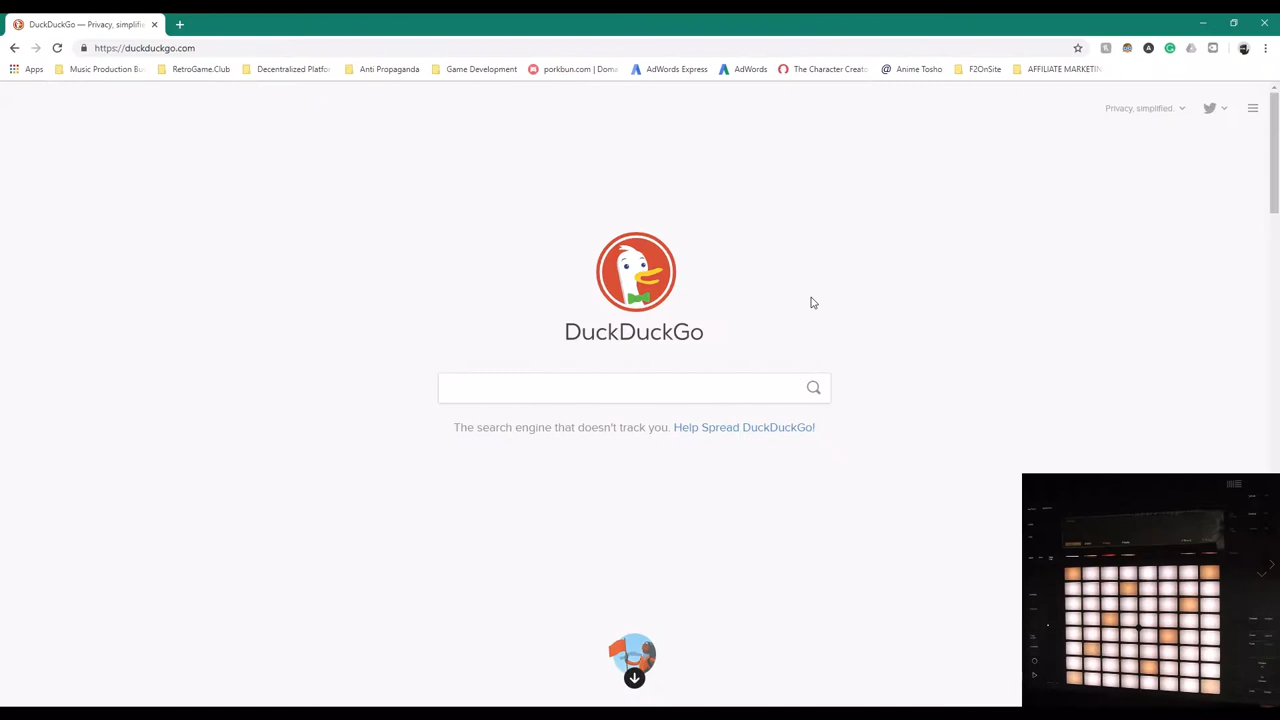 DuckDuckGo — Privacy, simplifi
https://duckduckgo.com
Apps Music Production Bu RetroGame.Club Decentralized Platfor Anti Propaganda Game Development porkbun.com | Doma AdWords Express AdWords The Character Creato Anime Tosho F2OnSite AFFILIATE MARKETIN
Privacy, simplified.
DuckDuckGo
The search engine that doesn't track you. Help Spread DuckDuckGo!